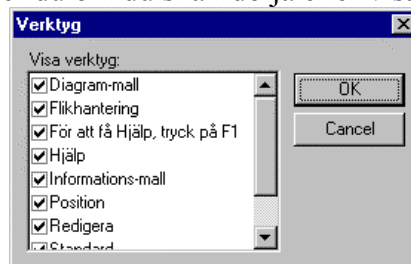 Verktyg
Visa verktyg:
Diagram-mall
Flikhantering
För att få Hjälp, tryck på F1
Hjälp
Informations-mall
Position
Redigera
Standard
OK
Cancel